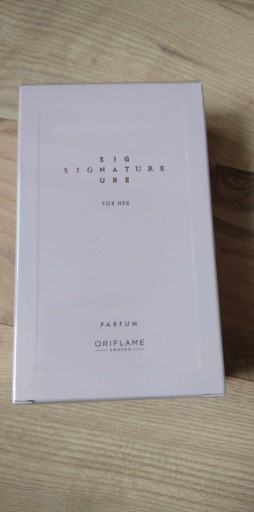 SIG
SIGNATURE
URE
FOR HER
PARFUM
ORIFLAME
SWEDEN